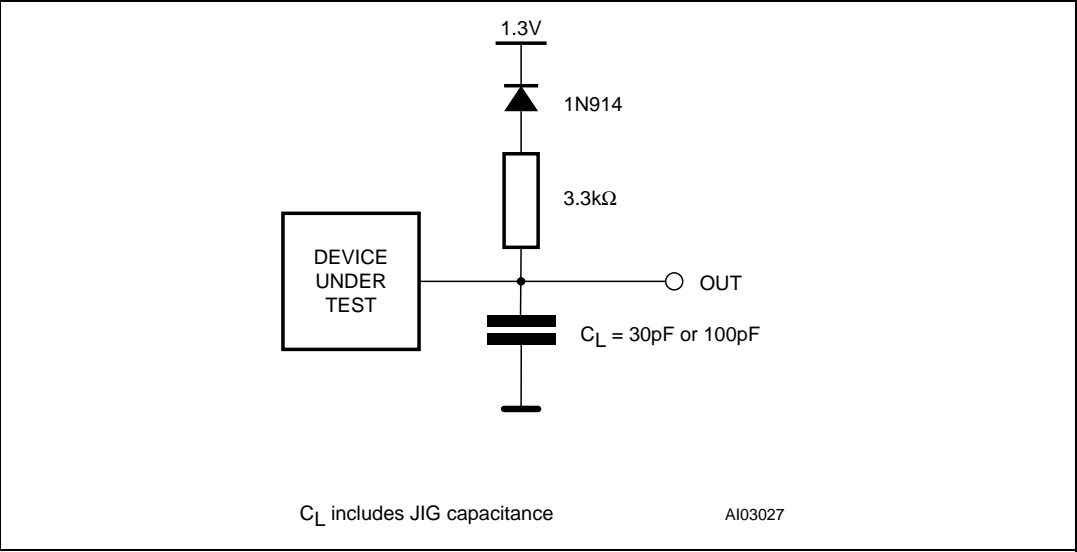 1.3V
1N914
3.3kΩ
DEVICE
UNDER
TEST
OUT
CL = 30pF or 100pF
CL includes JIG capacitance
AI03027